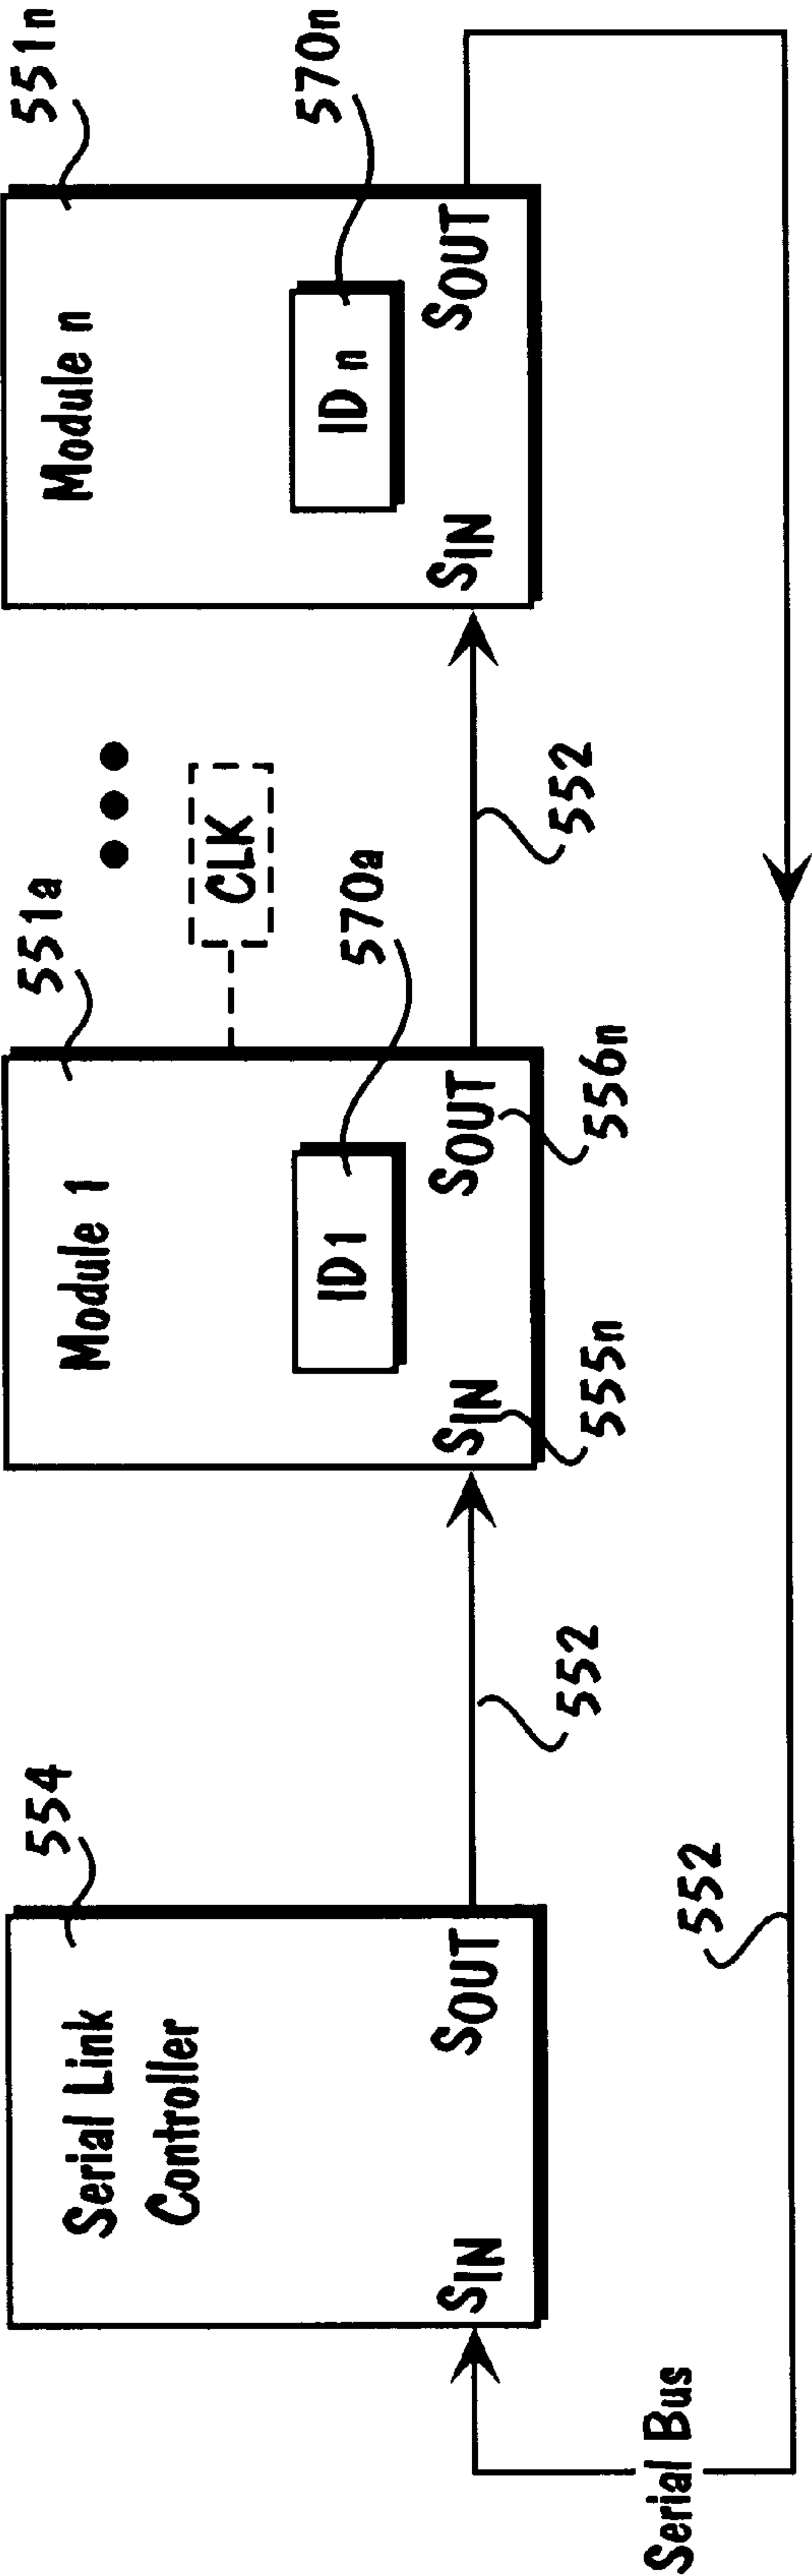 554
Serial Link
Controller
SIN
SOUT
552
551a
Module 1
ID1
570a
SIN
SOUT
555n
556n
CLK
552
551n
Module n
ID n
570n
SIN
SOUT
552
Serial Bus